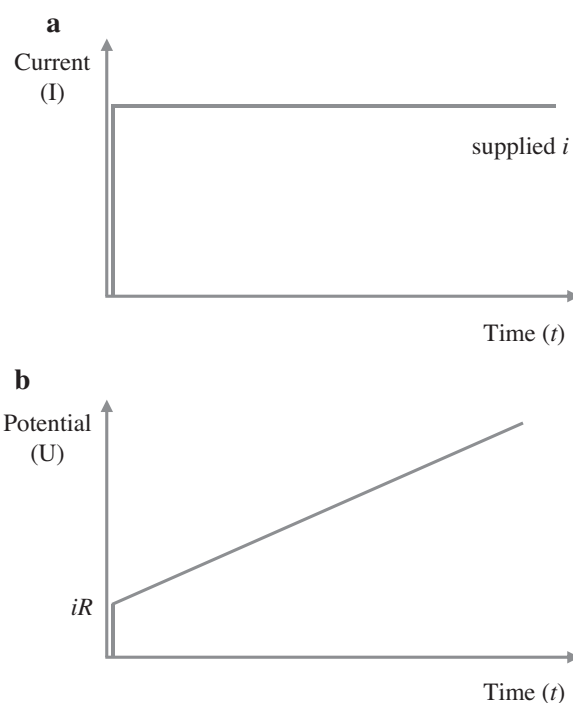 a
Current
(I)
supplied i
Time (t)
b
Potential
(U)
iR
Time (t)